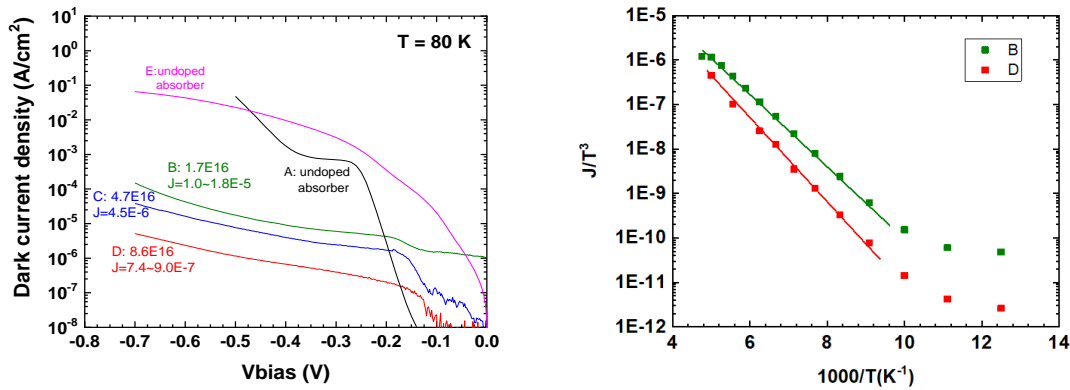 10⁴
10³
10²
10¹
10⁰
10⁻¹
10⁻²
10⁻³
10⁻⁴
10⁻⁵
10⁻⁶
10⁻⁷
10⁻⁸
Dark current density (A/cm²)
T = 80 K
E:undoped
absorber
A: undoped
absorber
B: 1.7E16
J=1.0~1.8E-5
C: 4.7E16
J=4.5E-6
D: 8.6E16
J=7.4~9.0E-7
-0.8
-0.7
-0.6
-0.5
-0.4
-0.3
-0.2
-0.1
0.0
Vbias (V)
1E-5
1E-6
1E-7
1E-8
1E-9
1E-10
1E-11
1E-12
J/T³
B
D
4
6
8
10
12
14
1000/T(K⁻¹)